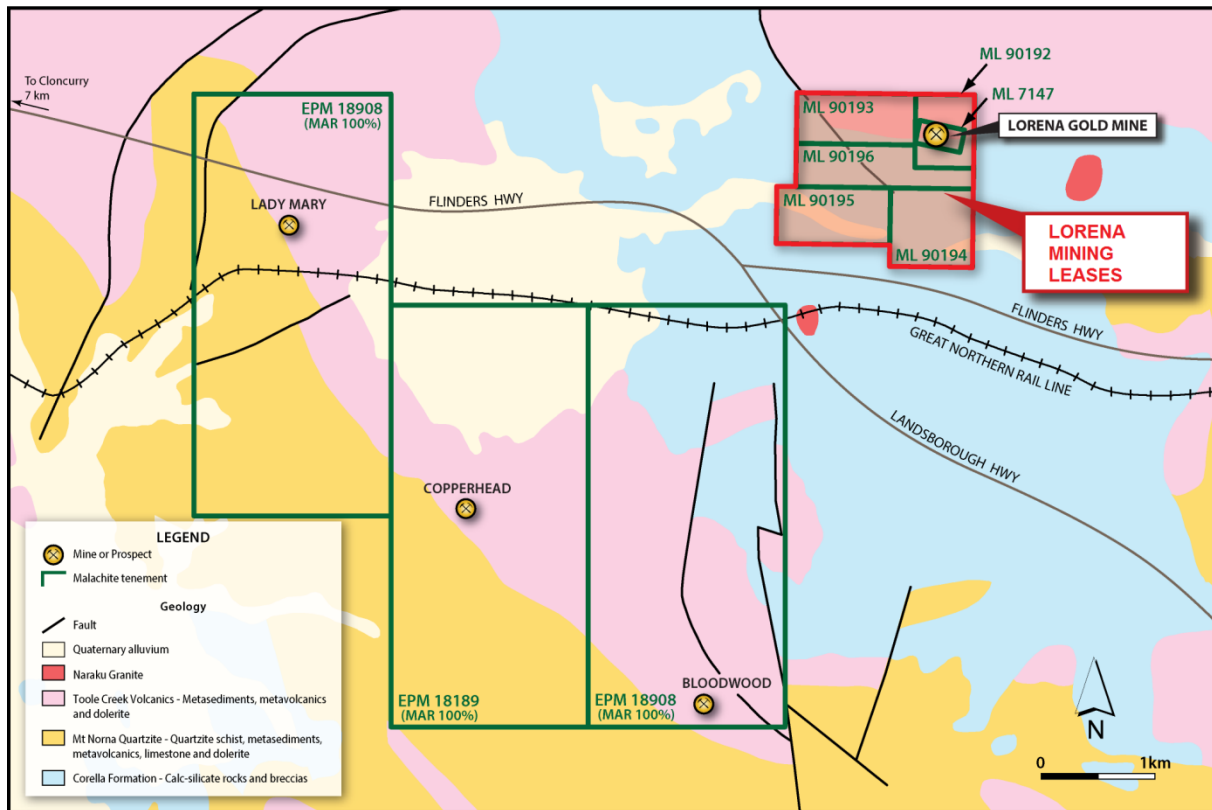 To Cloncurry
7 km
EPM 18908
(MAR 100%)
ML 90192
ML 90193
ML 7147
LORENA GOLD MINE
ML 90196
LADY MARY
FLINDERS HWY
ML 90195
LORENA
MINING
LEASES
ML 90194
FLINDERS HWY
GREAT NORTHERN RAIL LINE
LANDSBOROUGH HWY
COPPERHEAD
BLOODWOOD
EPM 18189
(MAR 100%)
EPM 18908
(MAR 100%)
LEGEND
Mine or Prospect
Malachite tenement
Geology
Fault
Quaternary alluvium
Naraku Granite
Toole Creek Volcanics - Metasediments, metavolcanics
and dolerite
Mt Norna Quartzite - Quartzite schist, metasediments,
metavolcanics, limestone and dolerite
Corella Formation - Calc-silicate rocks and breccias
N
0 1km